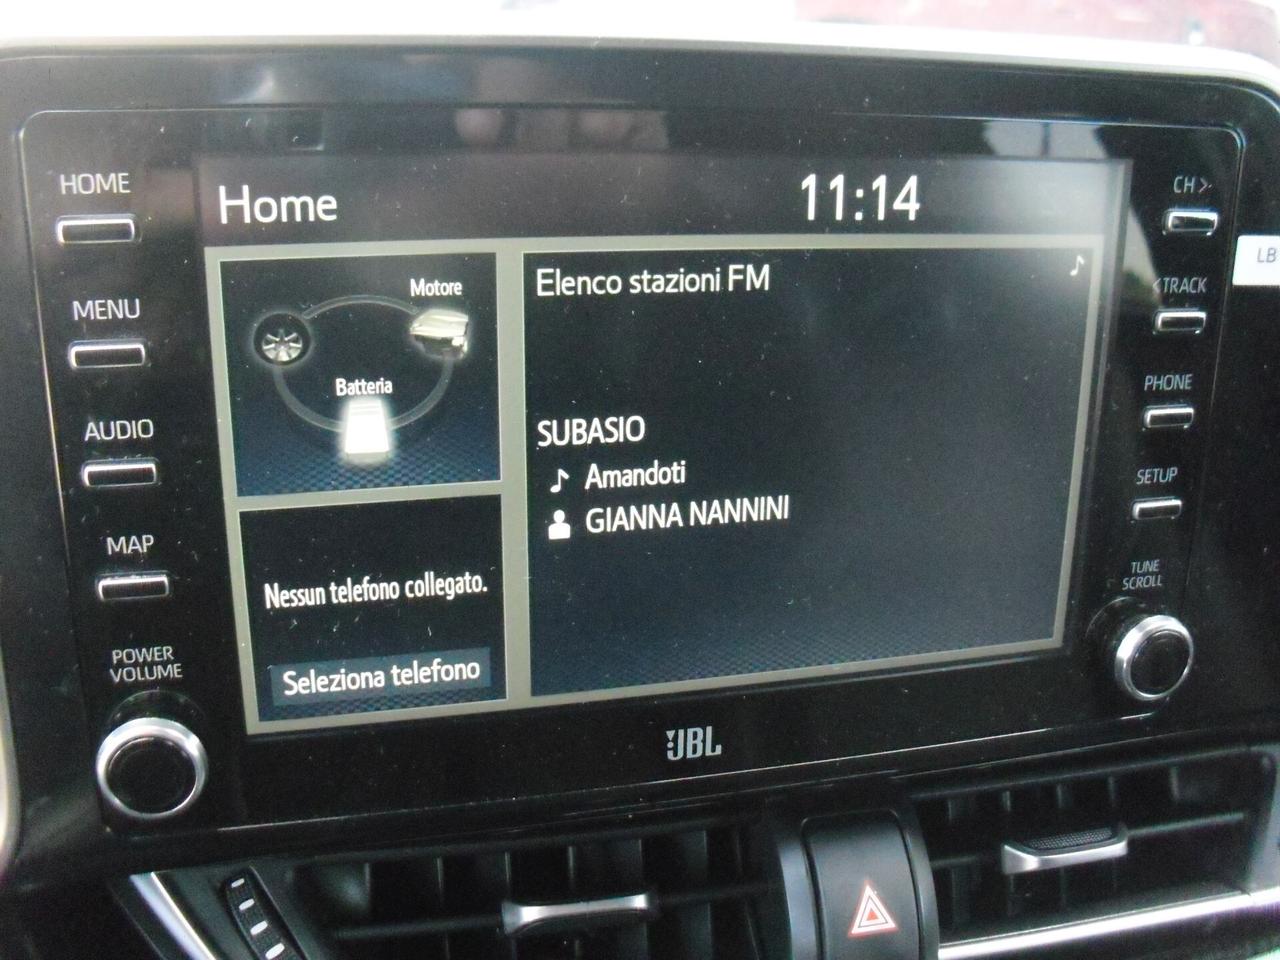 HOME
MENU
AUDIO
MAP
POWER
VOLUME
Home
11:14
Motore
Batteria
Nessun telefono collegato.
Seleziona telefono
Elenco stazioni FM
SUBASIO
Amandoti
GIANNA NANNINI
JBL
CH >
< TRACK
PHONE
SETUP
TUNE
SCROLL
LB